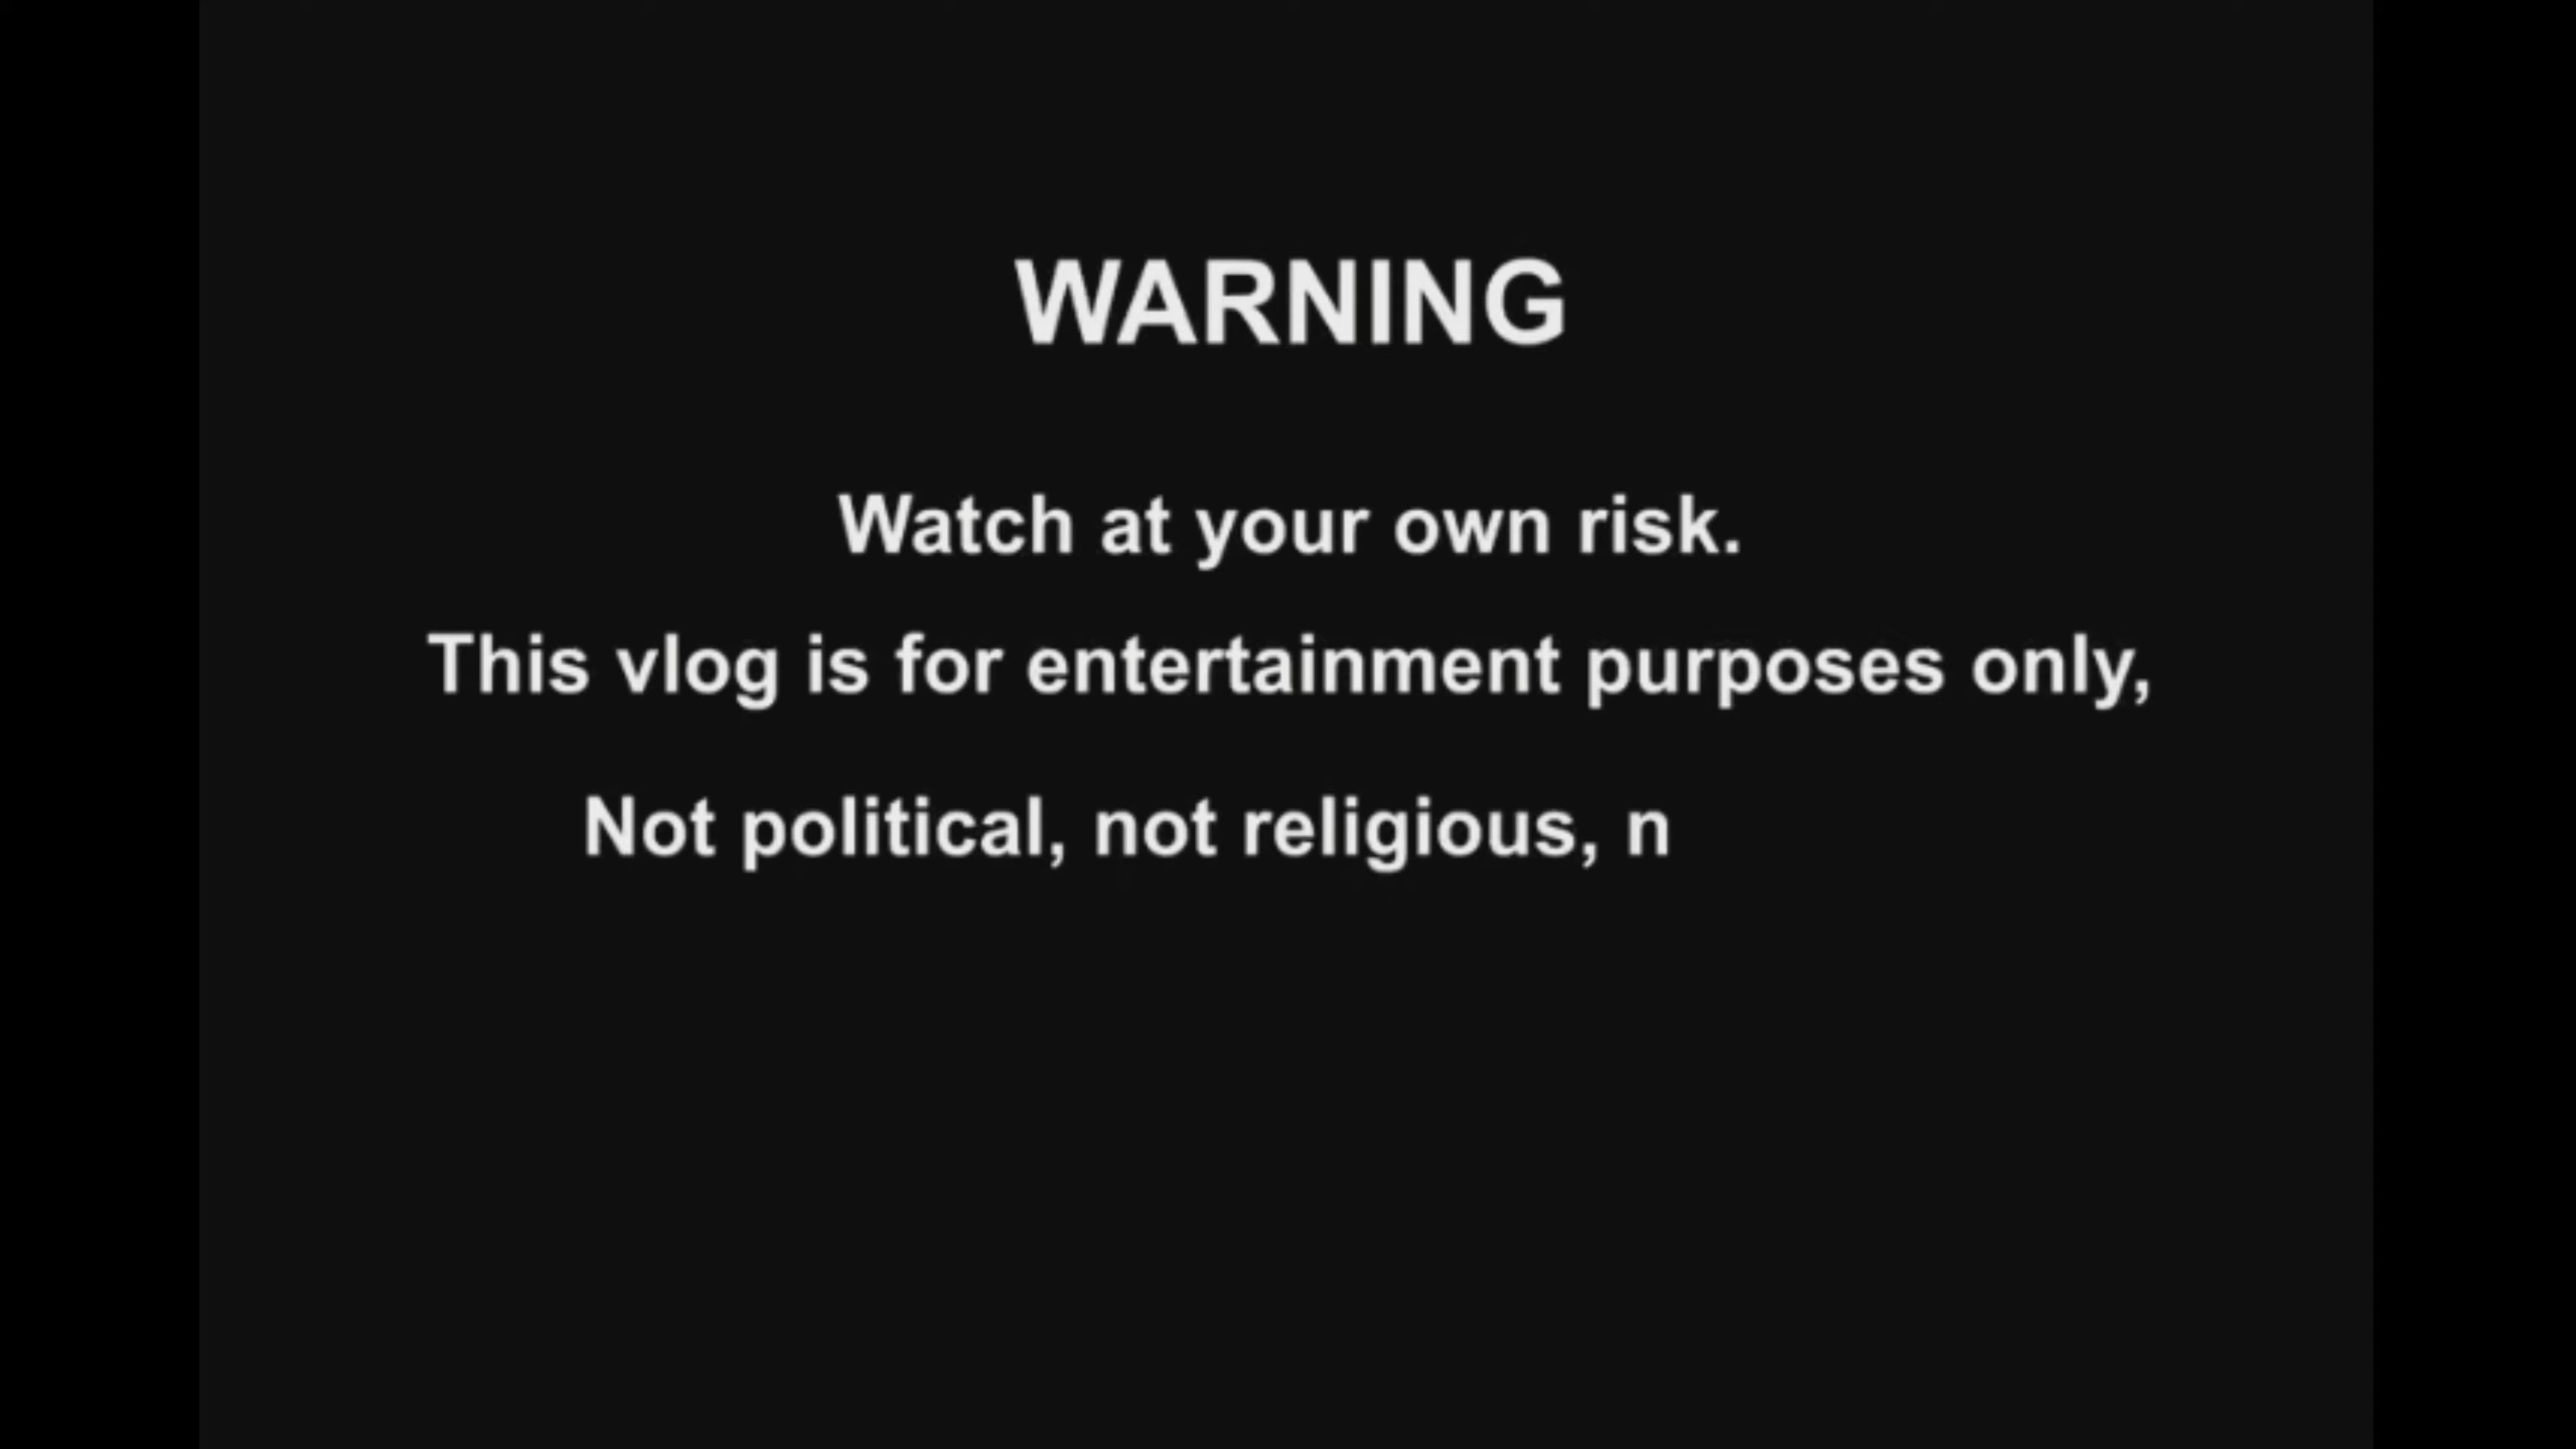 WARNING
Watch at your own risk.
This vlog is for entertainment purposes only,
Not political, not religious, n